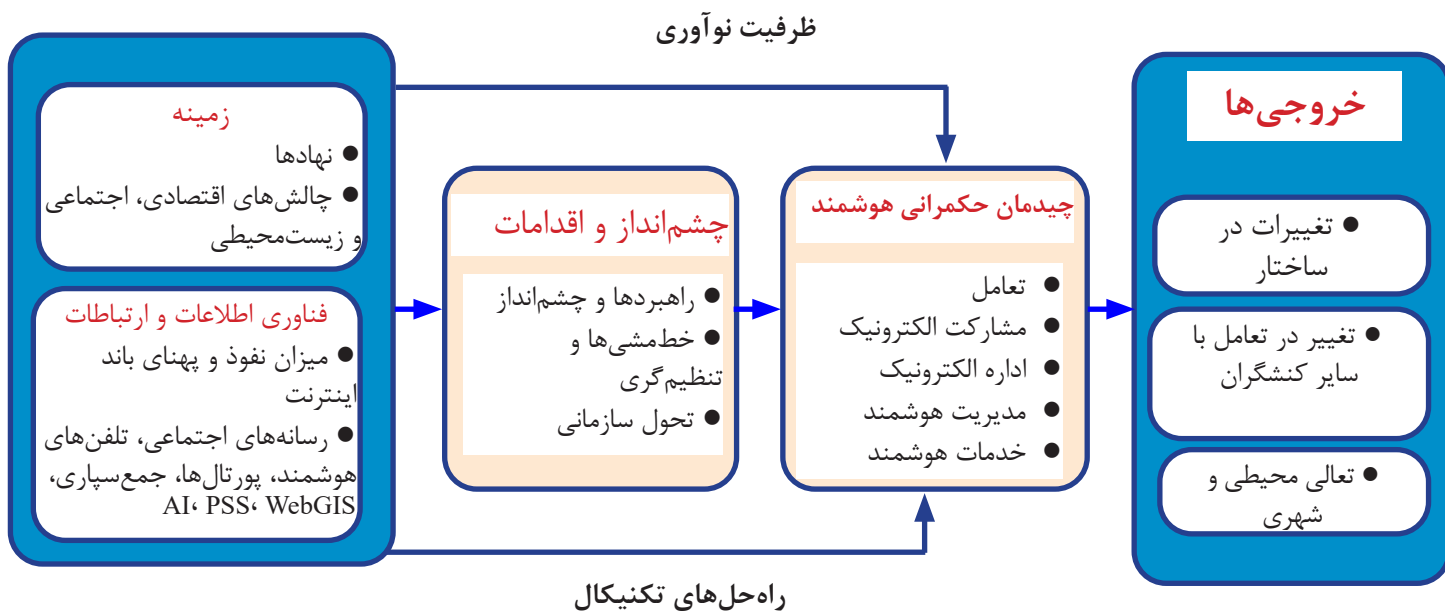 ظرفیت نوآوری
زمینه
● نهادها
● چالش‌های اقتصادی، اجتماعی
و زیست‌محیطی
فناوری اطلاعات و ارتباطات
● میزان نفوذ و پهنای باند
اینترنت
● رسانه‌های اجتماعی، تلفن‌های
هوشمند، پورتال‌ها، جمع‌سپاری،
AI، PSS، WebGIS
چشم‌انداز و اقدامات
● راهبردها و چشم‌انداز
● خط‌مشی‌ها و
تنظیم‌گری
● تحول سازمانی
چیدمان حکمرانی هوشمند
● تعامل
● مشارکت الکترونیک
● اداره الکترونیک
● مدیریت هوشمند
● خدمات هوشمند
خروجی‌ها
● تغییرات در
ساختار
● تغییر در تعامل با
سایر کنشگران
● تعالی محیطی و
شهری
راه‌حل‌های تکنیکال